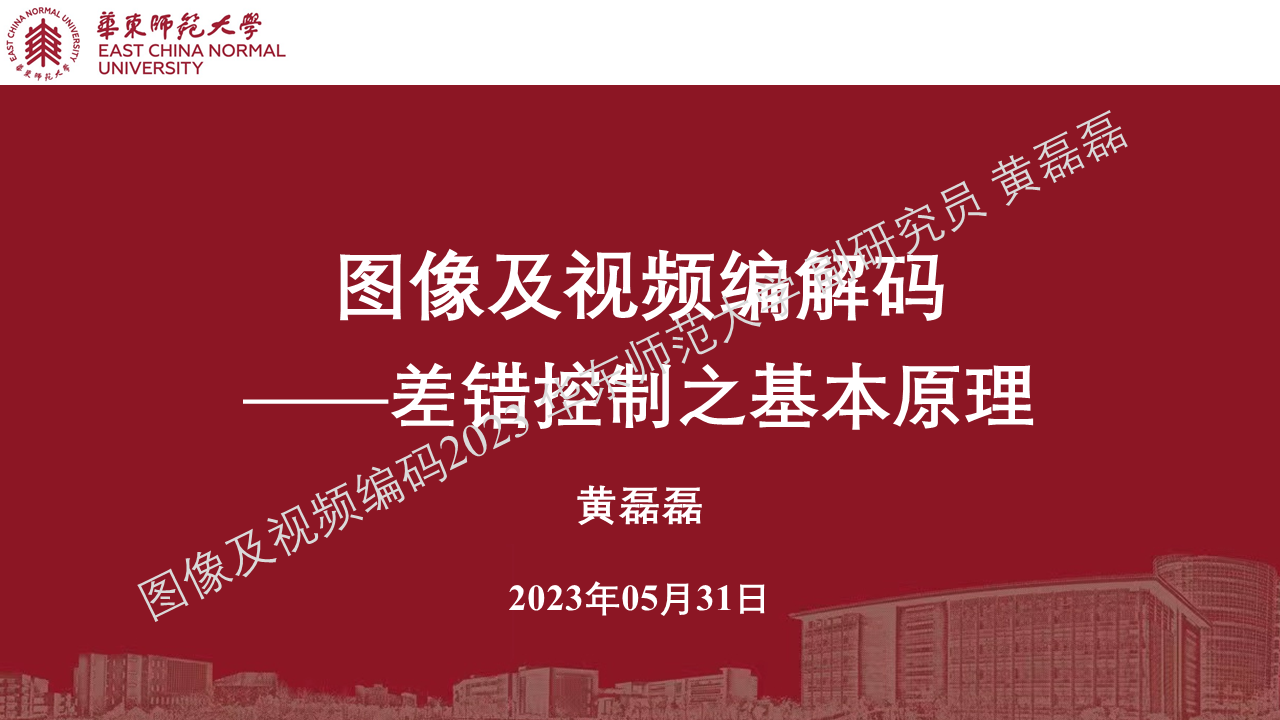 EAST CHINA NORMAL UNIVERSITY
華東師范大學
華東師范大學
EAST CHINA NORMAL
UNIVERSITY
图像及视频编解码
——差错控制之基本原理
黄磊磊
2023年05月31日
图像及视频编码2023 华东师范大学 副研究员 黄磊磊